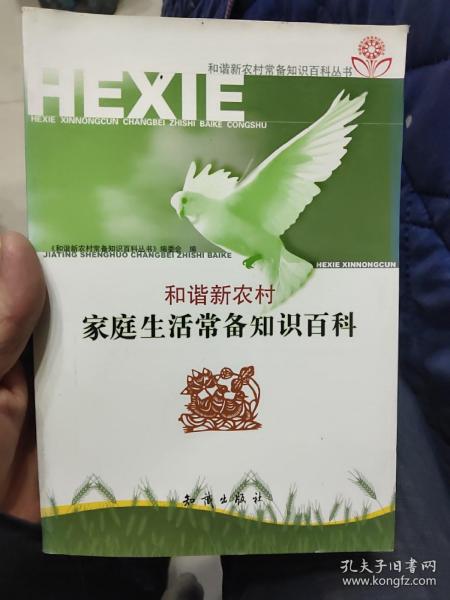 和谐新农村常备知识百科丛书
HEXIE
HEXIE XINNONGCUN CHANGBEI ZHISHI BAIKE CONGSHU
《和谐新农村常备知识百科丛书》编委会 编
JIATING SHENGHUO CHANGBEI ZHISHI BAIKE
HEXIE XINNONGCUN
和谐新农村
家庭生活常备知识百科
知识出版社
孔夫子旧书网
www.kongfz.com